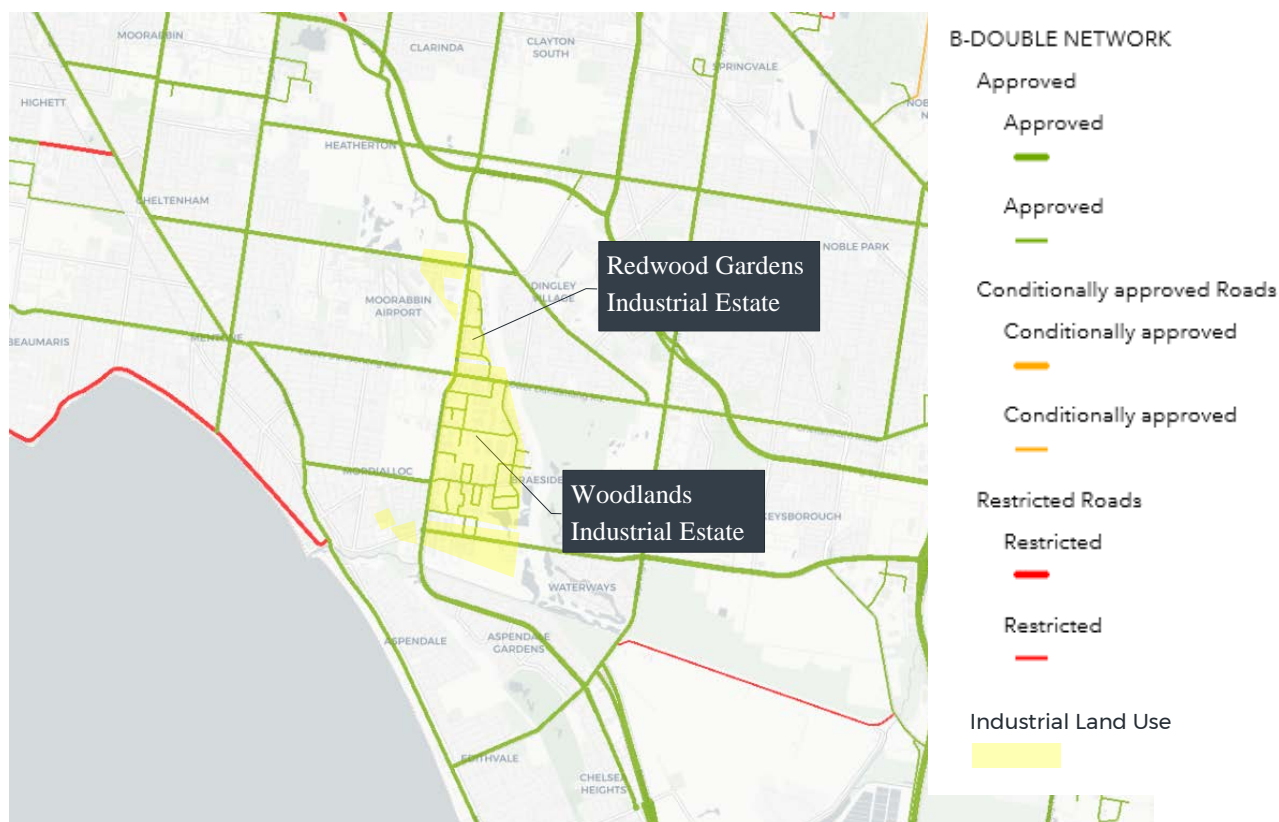 MOORABBIN
CLARINDA
CLAYTON
SOUTH
SPRINGVALE
HIGHETT
HEATHERTON
CHELTENHAM
NOBLE PARK
Redwood Gardens
Industrial Estate
DINGLEY
MOORABBIN
AIRPORT
BEAUMARIS
MENTONE
MORDIALLOC
BRAESIDE
Woodlands
Industrial Estate
KEYSBOROUGH
WATERWAYS
ASPENDALE
ASPENDALE
GARDENS
EDITHVALE
CHELSEA
HEIGHTS
B-DOUBLE NETWORK
Approved
Approved
Approved
Conditionally approved Roads
Conditionally approved
Conditionally approved
Restricted Roads
Restricted
Restricted
Industrial Land Use